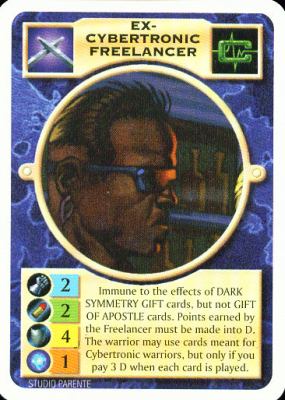 EX-
CYBERTRONIC
FREELANCER
2
2
4
1
Immune to the effects of DARK
SYMMETRY GIFT cards, but not GIFT
OF APOSTLE cards. Points earned by
the Freelancer must be made into D.
The warrior may use cards meant for
Cybertronic warriors, but only if you
pay 3 D when each card is played.
STUDIO PARENTE